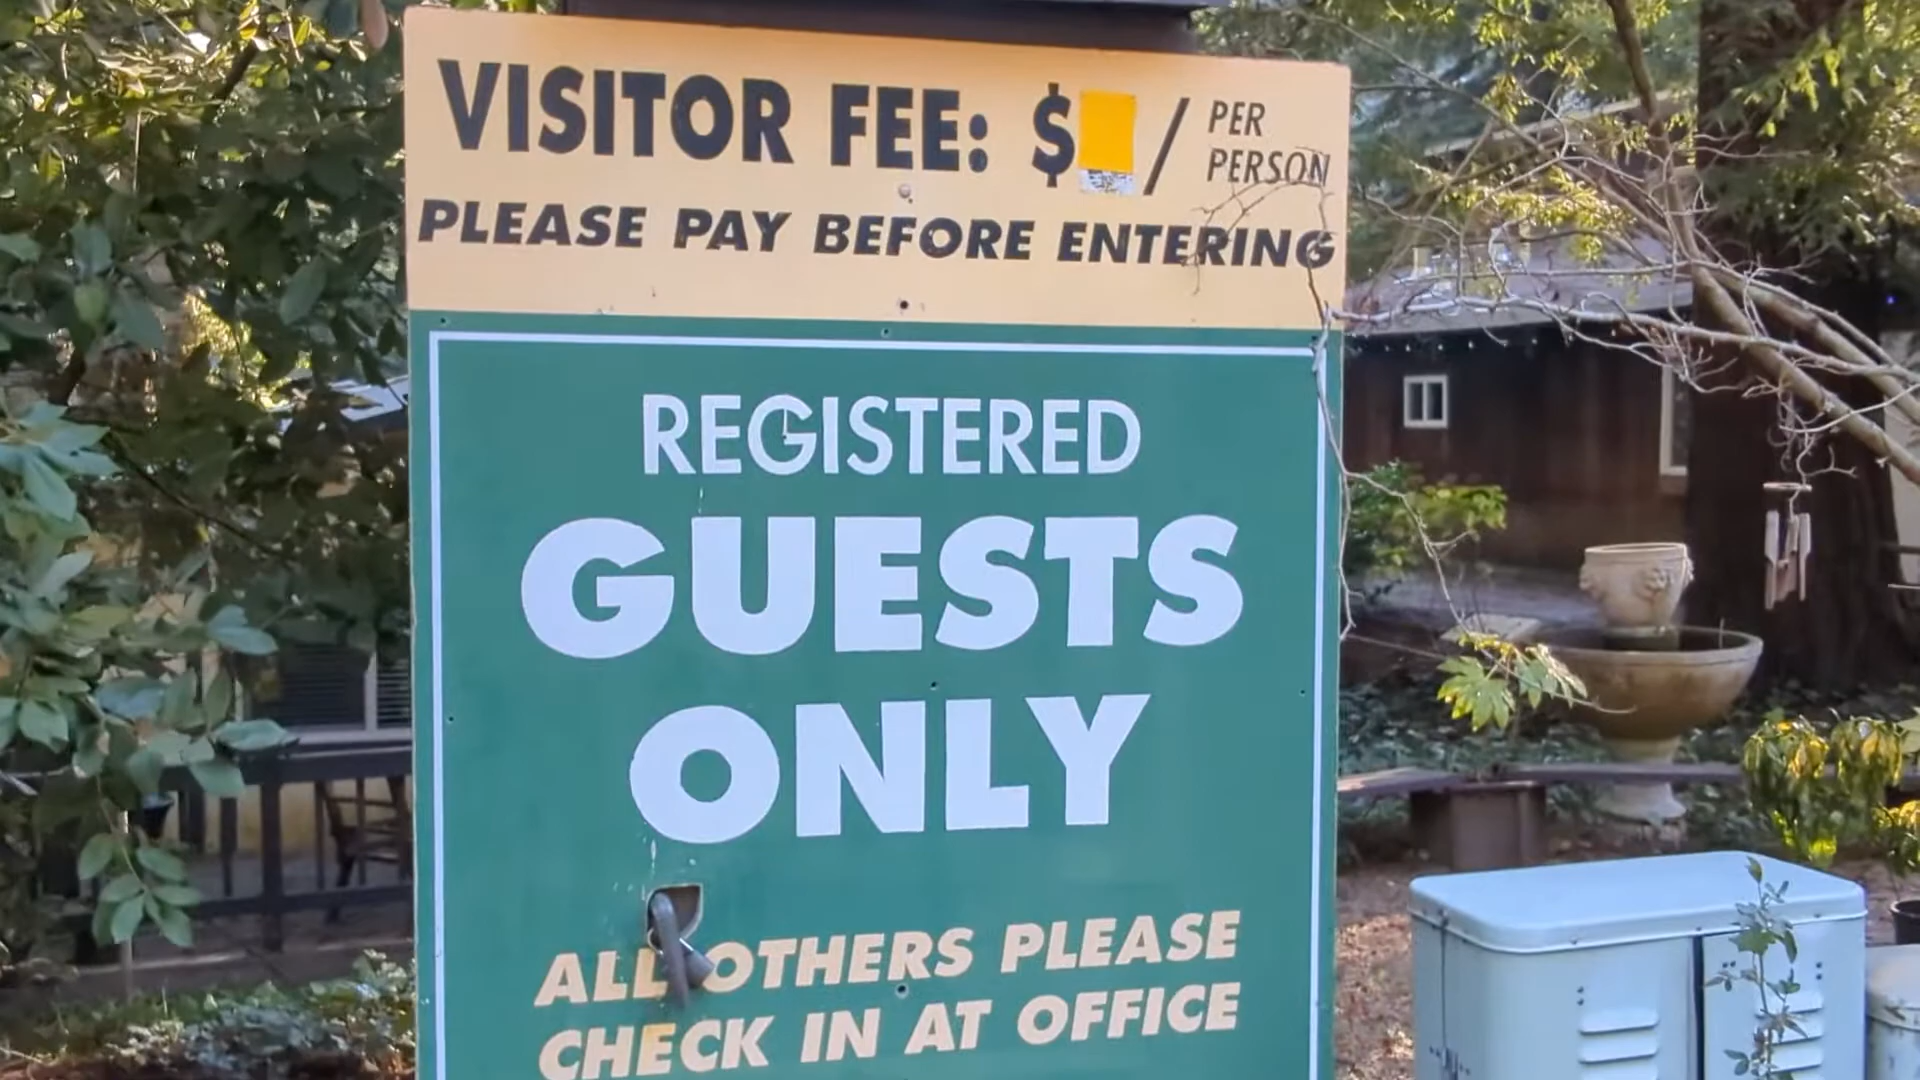 VISITOR FEE: $ / PER
PERSON
PLEASE PAY BEFORE ENTERING
REGISTERED
GUESTS
ONLY
ALL OTHERS PLEASE
CHECK IN AT OFFICE